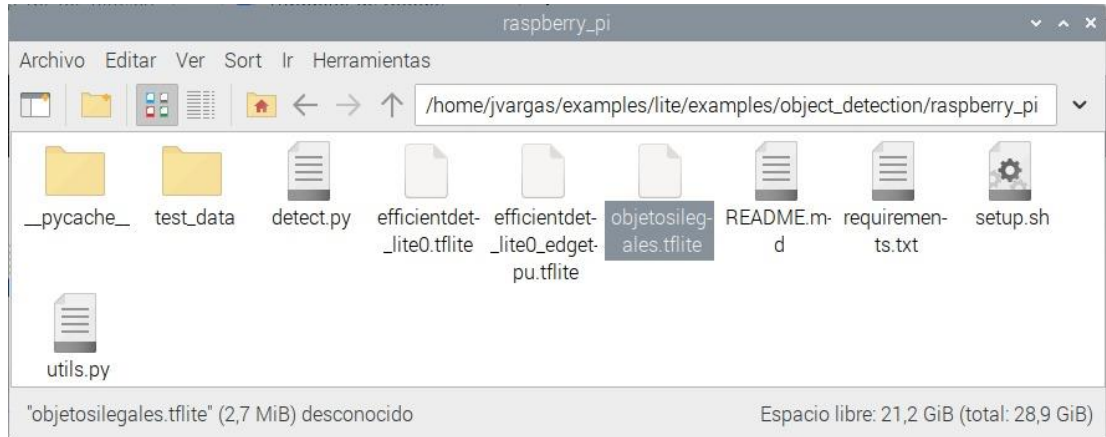 raspberry_pi
Archivo Editar Ver Sort Ir Herramientas
/home/jvargas/examples/lite/examples/object_detection/raspberry_pi
__pycache__
test_data
detect.py
efficientdet-
_lite0.tflite
efficientdet-
_lite0_edget-
pu.tflite
objetosileg-
ales.tflite
README.m-
d
requiremen-
ts.txt
setup.sh
utils.py
"objetosilegales.tflite" (2,7 MiB) desconocido
Espacio libre: 21,2 GiB (total: 28,9 GiB)